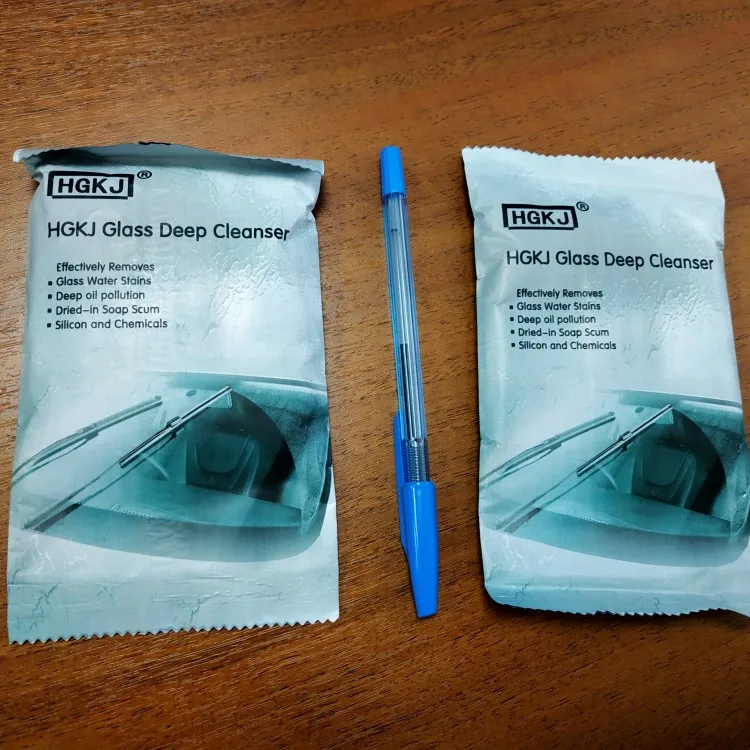 HGKJ®
HGKJ Glass Deep Cleanser
Effectively Removes
▪ Glass Water Stains
▪ Deep oil pollution
▪ Dried-in Soap Scum
▪ Silicon and Chemicals
HGKJ®
HGKJ Glass Deep Cleanser
Effectively Removes
▪ Glass Water Stains
▪ Deep oil pollution
▪ Dried-in Soap Scum
▪ Silicon and Chemicals